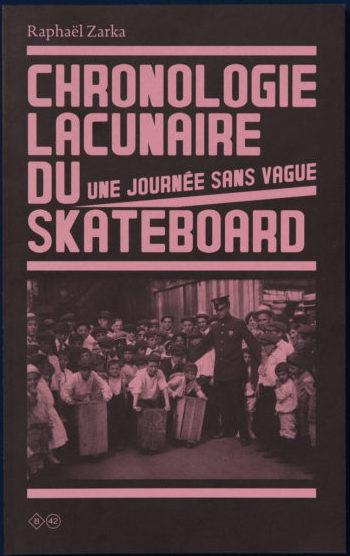 Raphaël Zarka
CHRONOLOGIE
LACUNAIRE
DU UNE JOURNÉE SANS VAGUE
SKATEBOARD
B 42